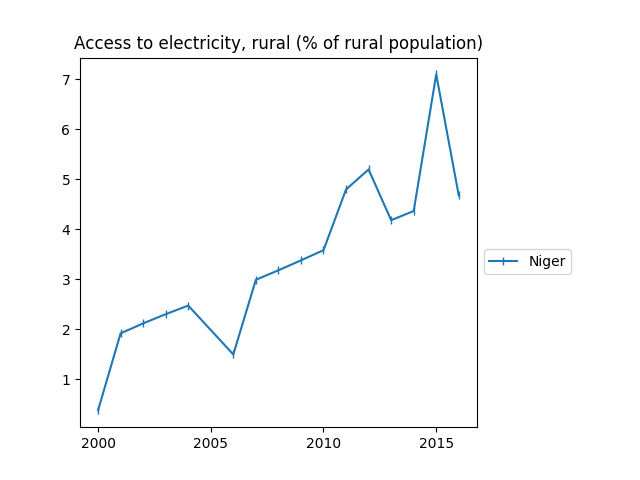 Access to electricity, rural (% of rural population)
7
6
5
4
3
2
1
Niger
2000 2005 2010 2015